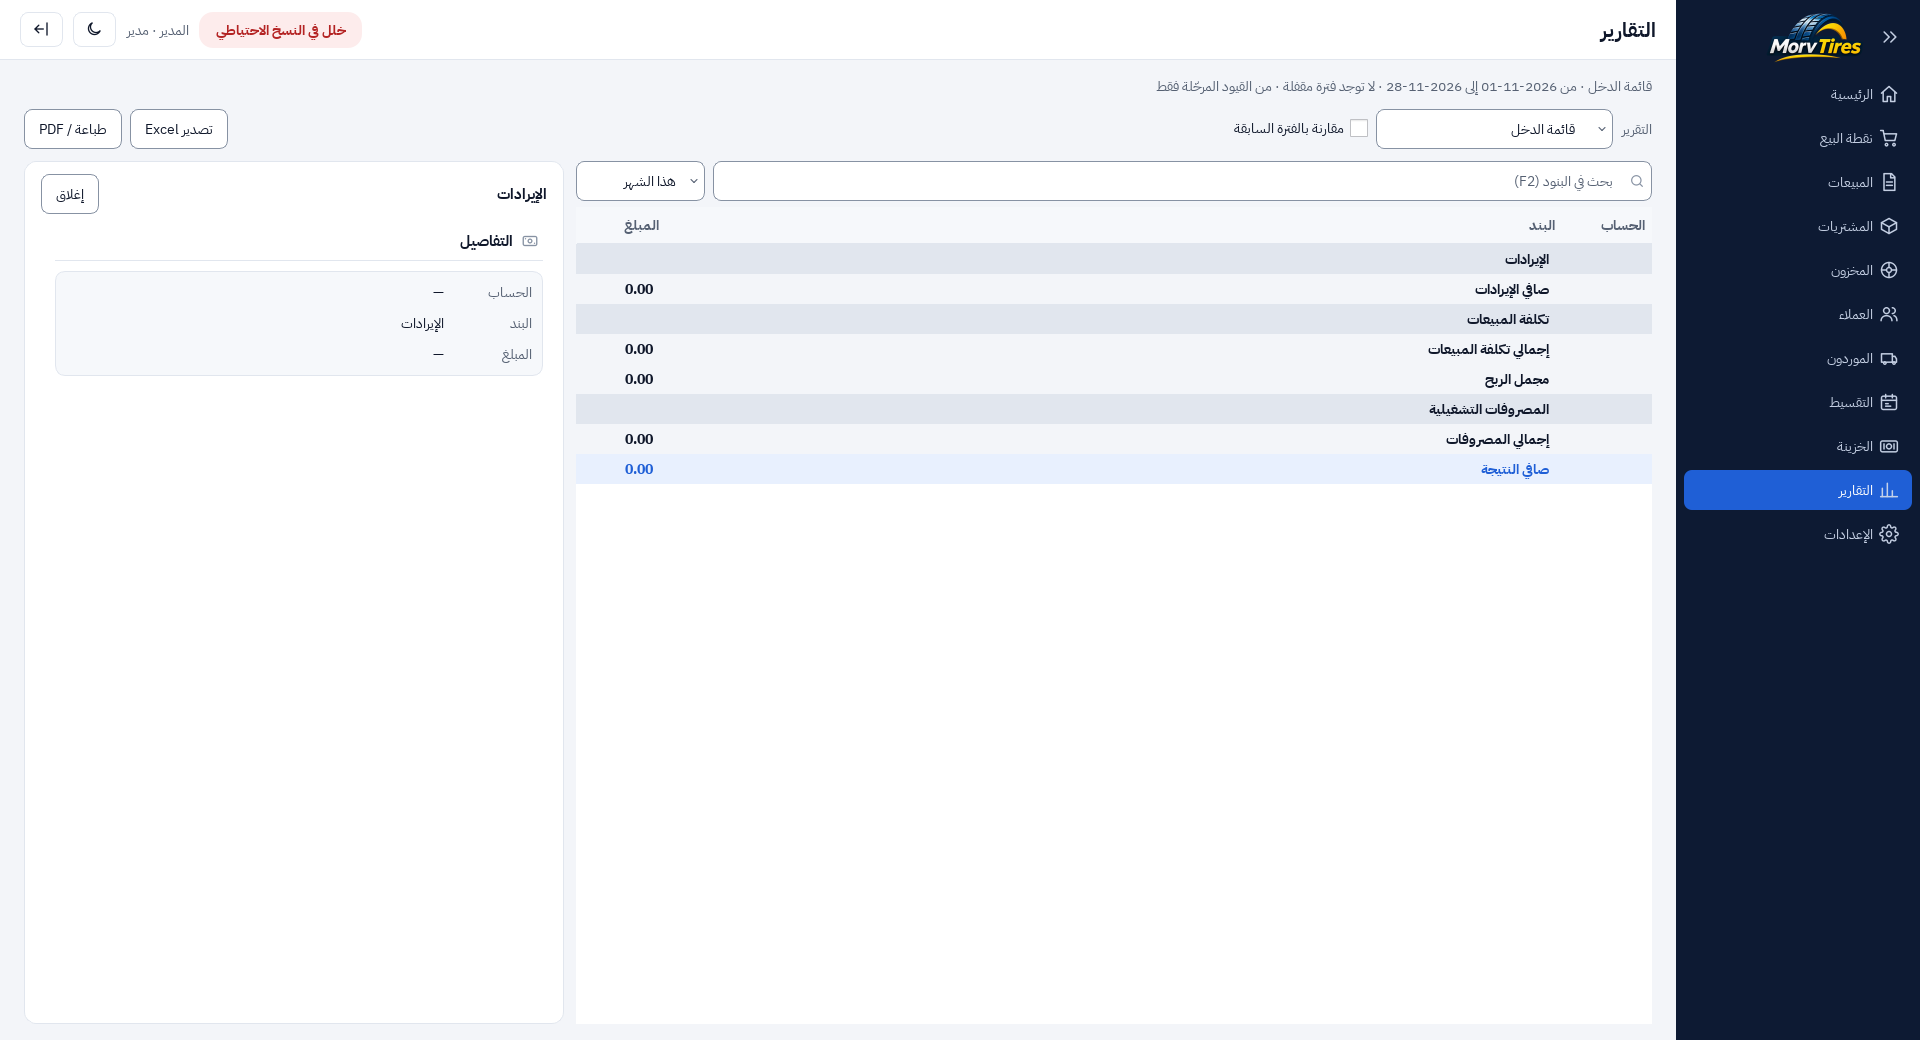 التقارير
خلل في النسخ الاحتياطي
المدير · مدير
MorvTires
الرئيسية
نقطة البيع
المبيعات
المشتريات
المخزون
العملاء
الموردون
التقسيط
الخزينة
التقارير
الإعدادات
قائمة الدخل · من 2026-11-01 إلى 2026-11-28 · لا توجد فترة مقفلة · من القيود المرحّلة فقط
التقرير
قائمة الدخل
مقارنة بالفترة السابقة
تصدير Excel
طباعة / PDF
بحث في البنود (F2)
هذا الشهر
الحساب البند المبلغ
الإيرادات
صافي الإيرادات 0.00
تكلفة المبيعات
إجمالي تكلفة المبيعات 0.00
مجمل الربح 0.00
المصروفات التشغيلية
إجمالي المصروفات 0.00
صافي النتيجة 0.00
الإيرادات
إغلاق
التفاصيل
الحساب —
البند الإيرادات
المبلغ —